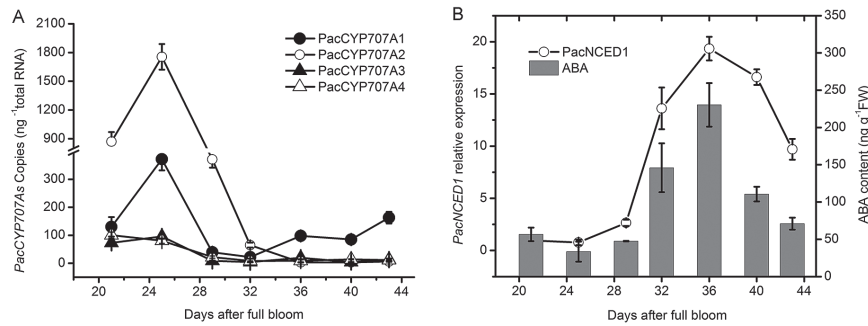 A
PacCYP707As Copies (ng⁻¹total RNA)
2100
1800
1500
1200
900
300
200
100
0
PacCYP707A1
PacCYP707A2
PacCYP707A3
PacCYP707A4
20 24 28 32 36 40 44
Days after full bloom
B
PacNCED1 relative expression
20
15
10
5
0
PacNCED1
ABA
350
300
250
200
150
100
50
0
ABA content (ng g⁻¹FW)
20 24 28 32 36 40 44
Days after full bloom